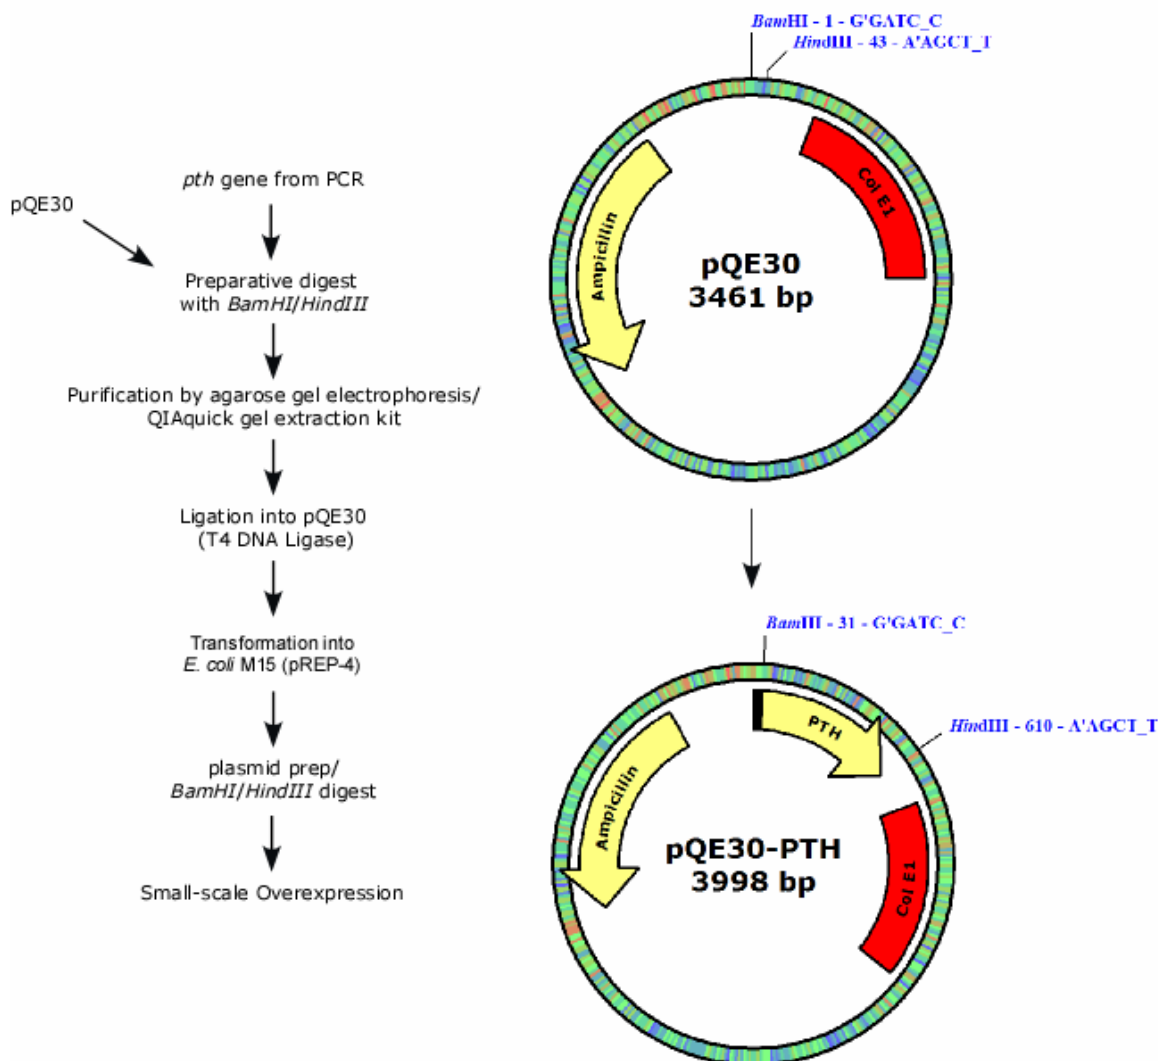 BamHI - 1 - G'GATC_C
HindIII - 43 - A'AGCT_T
pth gene from PCR
pQE30
Preparative digest
with BamHI/HindIII
Purification by agarose gel electrophoresis/
QIAquick gel extraction kit
Ligation into pQE30
(T4 DNA Ligase)
Transformation into
E. coli M15 (pREP-4)
plasmid prep/
BamHI/HindIII digest
Small-scale Overexpression
Col E1
Ampicillin
pQE30
3461 bp
BamHI - 31 - G'GATC_C
HindIII - 610 - A'AGCT_T
PTH
Ampicillin
Col E1
pQE30-PTH
3998 bp